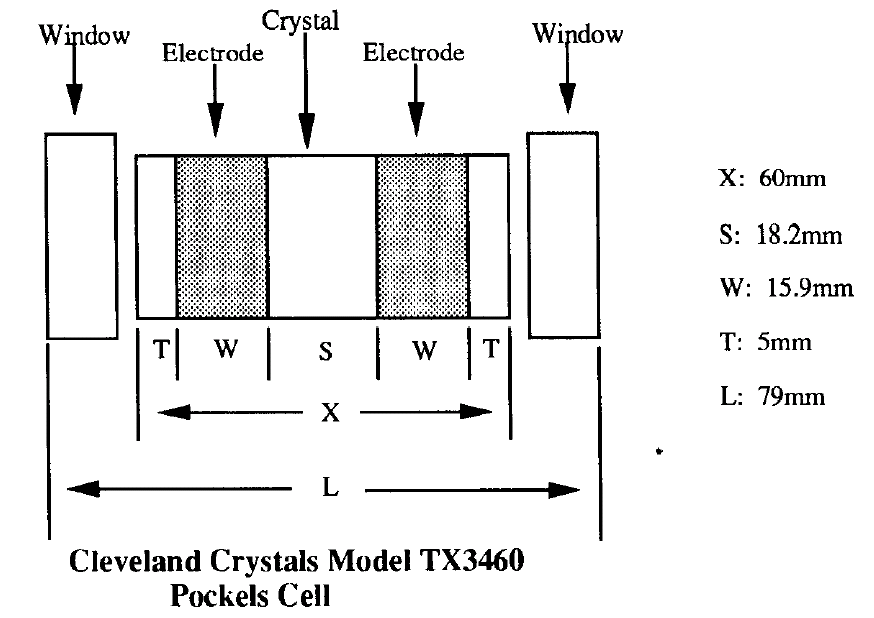 Crystal
Window
Electrode
Electrode
Window
X: 60mm
S: 18.2mm
W: 15.9mm
T: 5mm
L: 79mm
T W S W T
X
L
Cleveland Crystals Model TX3460
Pockels Cell